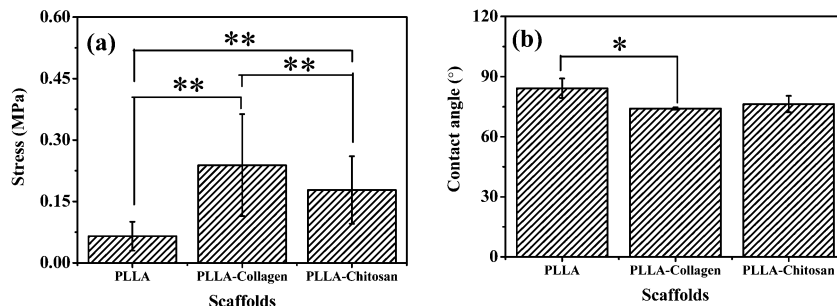 (a)
Stress (MPa)
0.60
0.45
0.30
0.15
0.00
**
**
**
PLLA PLLA-Collagen PLLA-Chitosan
Scaffolds
(b)
Contact angle (°)
120
90
60
30
0
*
PLLA PLLA-Collagen PLLA-Chitosan
Scaffolds